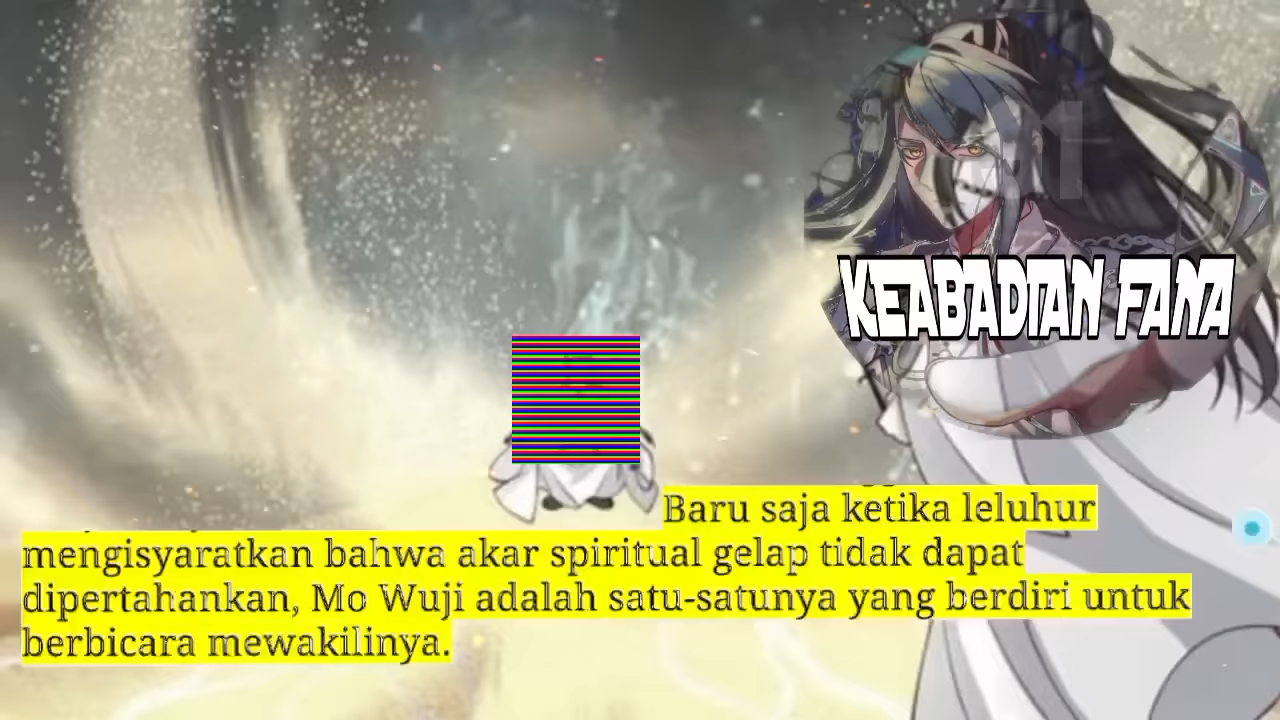 KEABADIAN FANA
Baru saja ketika leluhur
mengisyaratkan bahwa akar spiritual gelap tidak dapat
dipertahankan, Mo Wuji adalah satu-satunya yang berdiri untuk
berbicara mewakilinya.